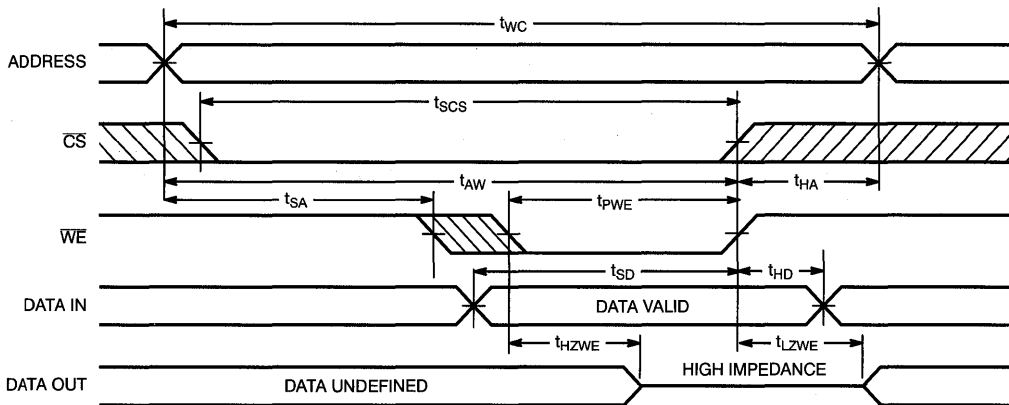 tWC
ADDRESS
tSCS
CS
tAW
tHA
tSA
tPWE
WE
tSD
tHD
DATA IN
DATA VALID
tHZWE
tLZWE
HIGH IMPEDANCE
DATA OUT
DATA UNDEFINED